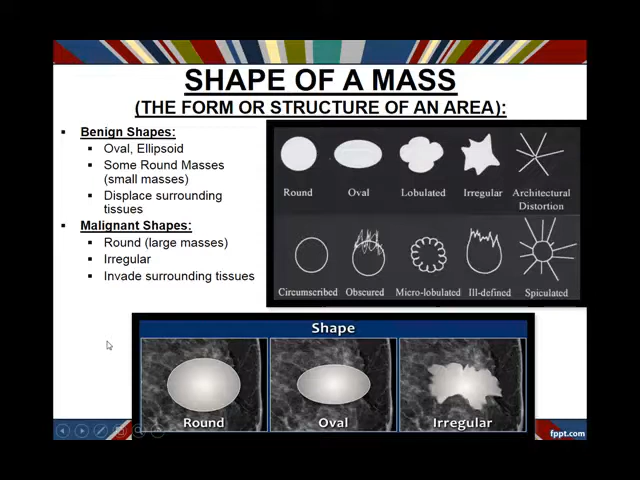 SHAPE OF A MASS
(THE FORM OR STRUCTURE OF AN AREA):
▪ Benign Shapes:
▪ Oval, Ellipsoid
▪ Some Round Masses
(small masses)
▪ Displace surrounding
tissues
▪ Malignant Shapes:
▪ Round (large masses)
▪ Irregular
▪ Invade surrounding tissues
Round Oval Lobulated Irregular Architectural
Distortion
Circumscribed Obscured Micro-lobulated Ill-defined Spiculated
Shape
Round Oval Irregular
fppt.com